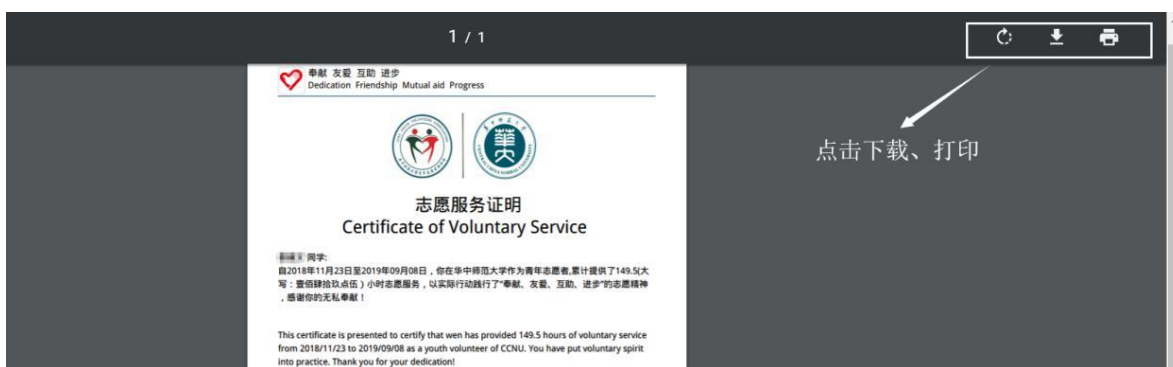 1 / 1
奉献 友爱 互助 进步
Dedication Friendship Mutual aid Progress
点击下载、打印
志愿服务证明
Certificate of Voluntary Service
同学:
自2018年11月23日至2019年09月08日，你在华中师范大学作为青年志愿者,累计提供了149.5(大
写：壹佰肆拾玖点伍）小时志愿服务，以实际行动践行了“奉献、友爱、互助、进步”的志愿精神
，感谢你的无私奉献！
This certificate is presented to certify that wen has provided 149.5 hours of voluntary service
from 2018/11/23 to 2019/09/08 as a youth volunteer of CCNU. You have put voluntary spirit
into practice. Thank you for your dedication!